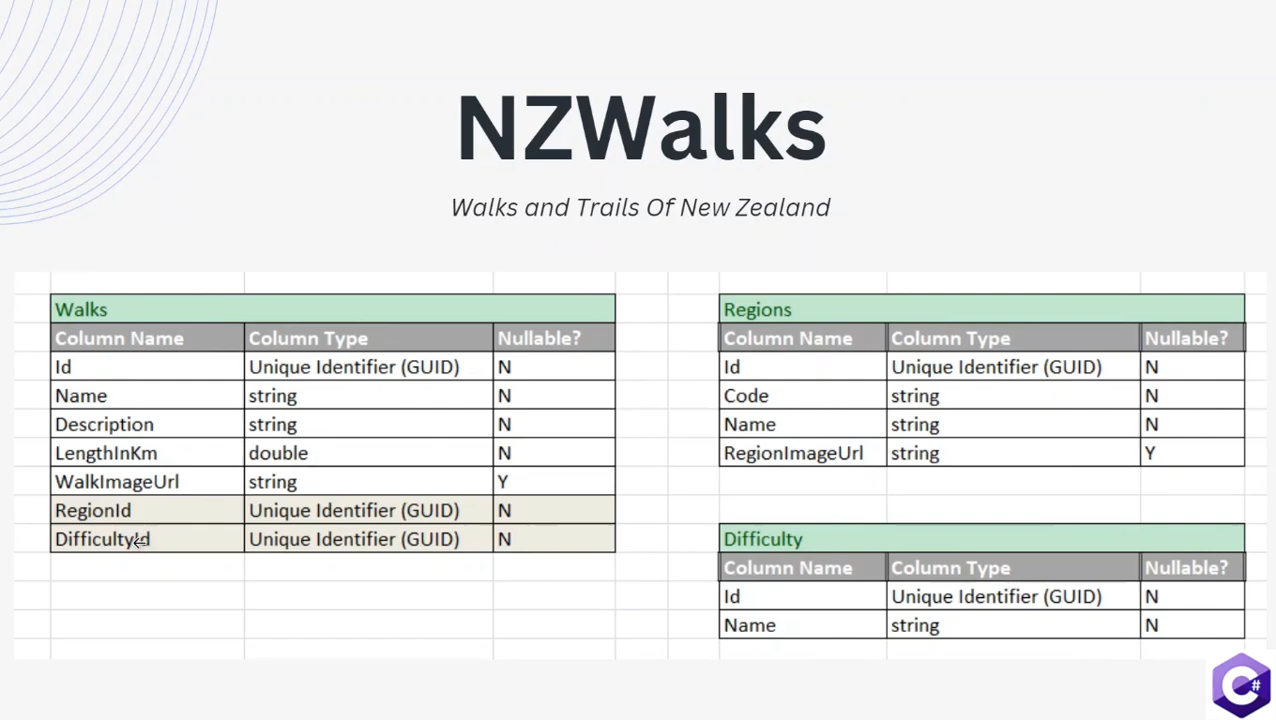 NZWalks
Walks and Trails Of New Zealand
Walks
Column Name Column Type Nullable?
Id Unique Identifier (GUID) N
Name string N
Description string N
LengthInKm double N
WalkImageUrl string Y
RegionId Unique Identifier (GUID) N
DifficultyId Unique Identifier (GUID) N
Regions
Column Name Column Type Nullable?
Id Unique Identifier (GUID) N
Code string N
Name string N
RegionImageUrl string Y
Difficulty
Column Name Column Type Nullable?
Id Unique Identifier (GUID) N
Name string N
C#